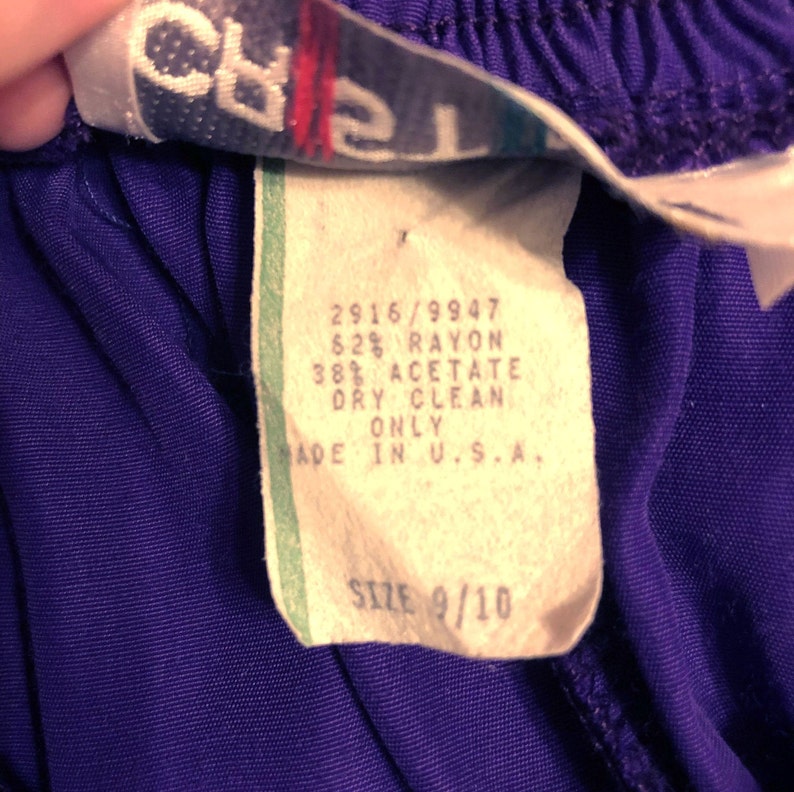 2916/9947
62% RAYON
38% ACETATE
DRY CLEAN
ONLY
MADE IN U.S.A.
SIZE 9/10